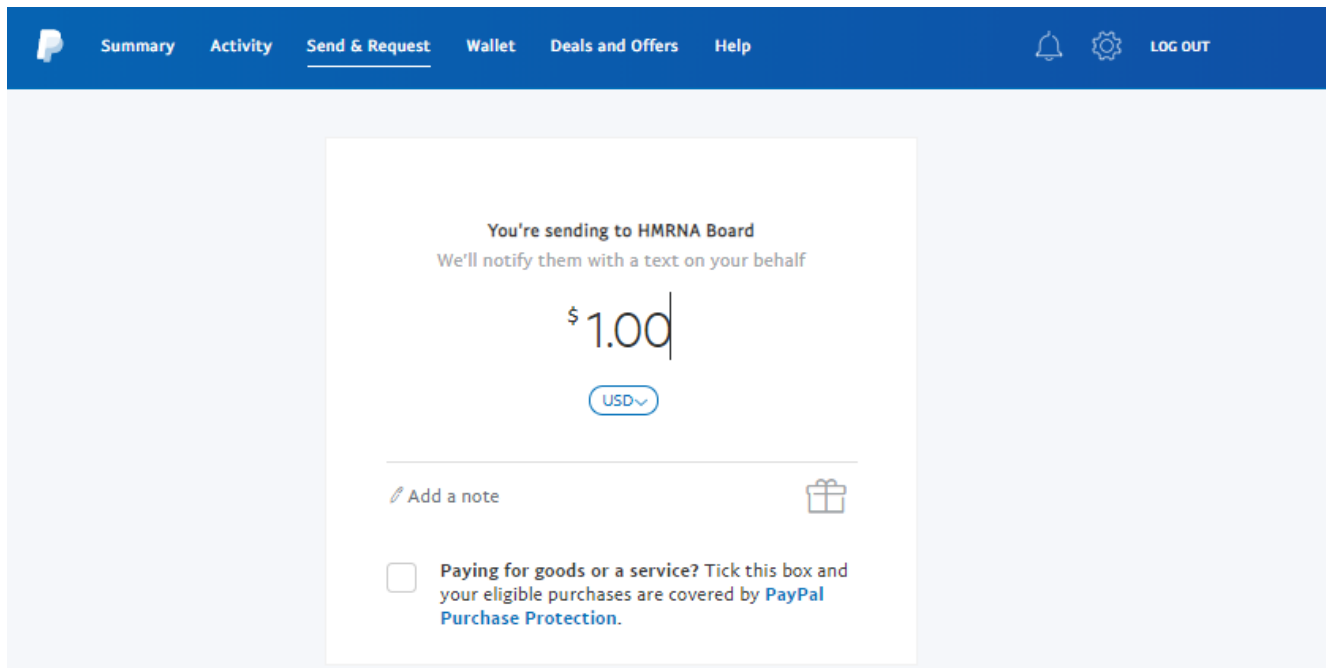 Summary Activity Send & Request Wallet Deals and Offers Help LOG OUT
You're sending to HMRNA Board
We'll notify them with a text on your behalf
$ 1.00
USD
Add a note
Paying for goods or a service? Tick this box and
your eligible purchases are covered by PayPal
Purchase Protection.